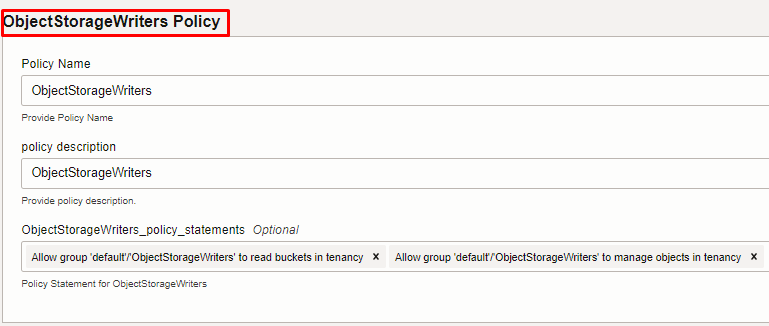 ObjectStorageWriters Policy
Policy Name
ObjectStorageWriters
Provide Policy Name
policy description
ObjectStorageWriters
Provide policy description.
ObjectStorageWriters_policy_statements Optional
Allow group 'default'/'ObjectStorageWriters' to read buckets in tenancy × Allow group 'default'/'ObjectStorageWriters' to manage objects in tenancy ×
Policy Statement for ObjectStorageWriters